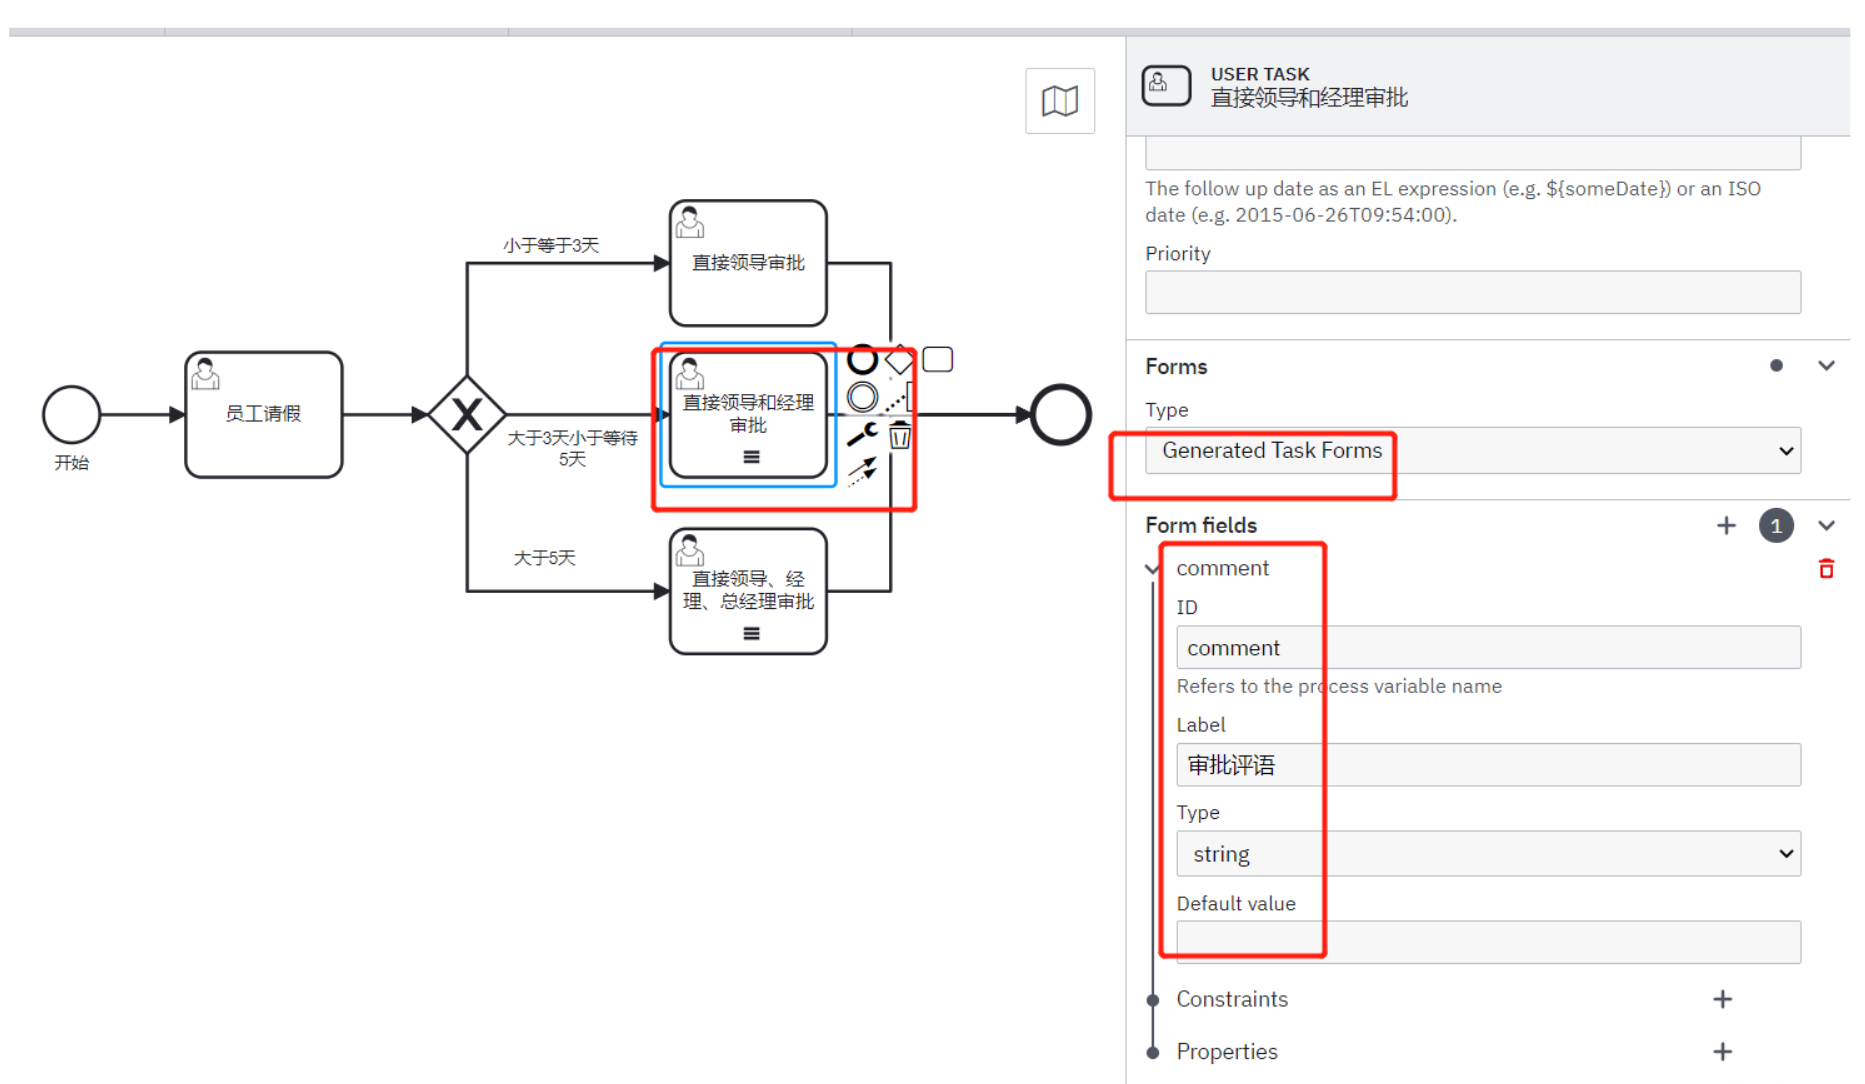 开始
员工请假
小于等于3天
大于3天小于等待
5天
大于5天
直接领导审批
直接领导和经理
审批
直接领导、经
理、总经理审批
USER TASK
直接领导和经理审批
The follow up date as an EL expression (e.g. ${someDate}) or an ISO
date (e.g. 2015-06-26T09:54:00).
Priority
Forms
Type
Generated Task Forms
Form fields
1
comment
ID
comment
Refers to the process variable name
Label
审批评语
Type
string
Default value
Constraints
Properties